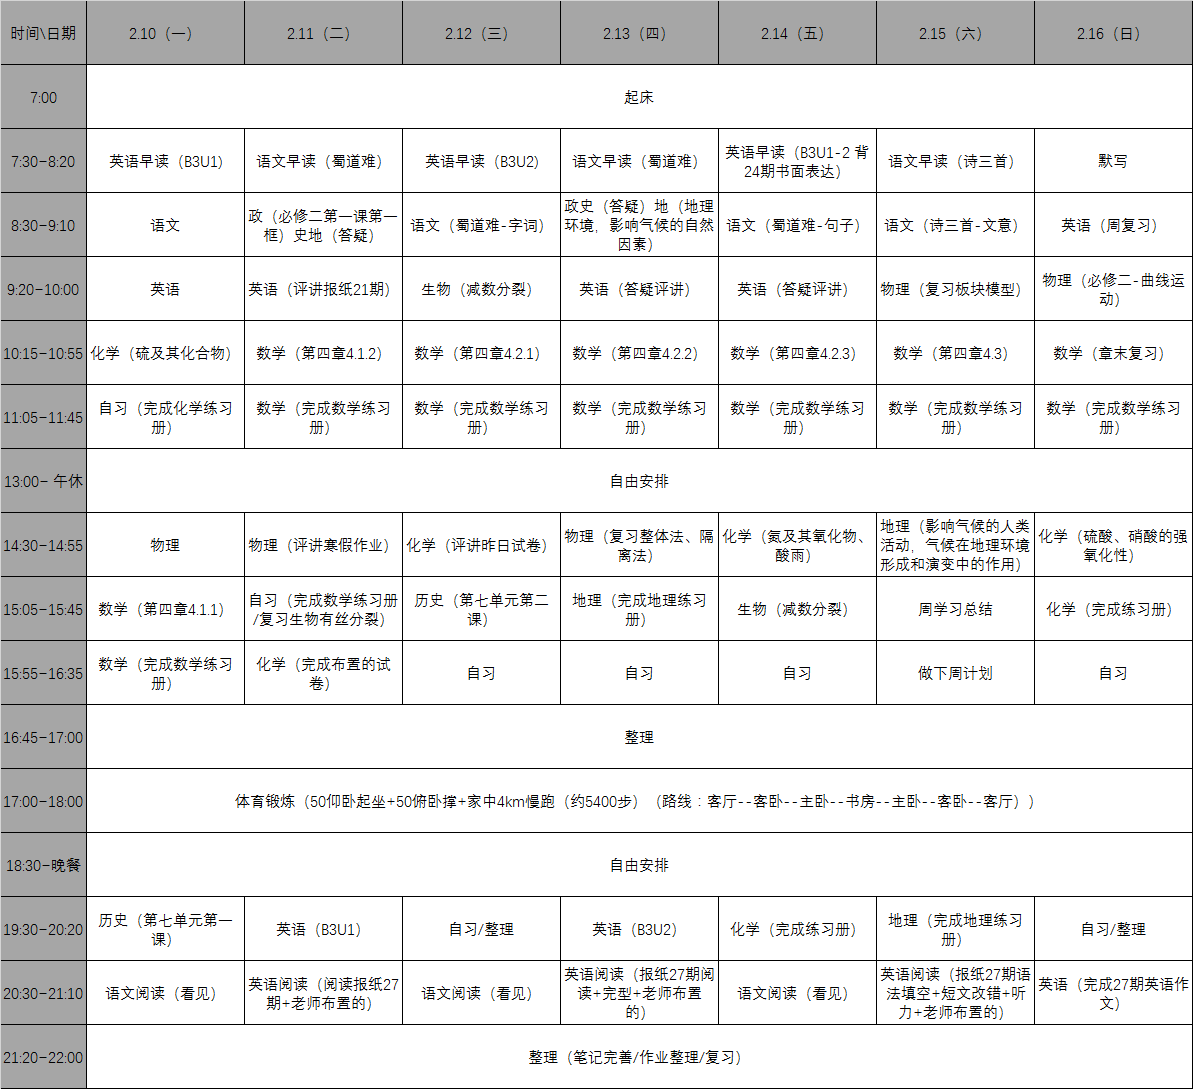 时间\日期 2.10（一） 2.11（二） 2.12（三） 2.13（四） 2.14（五） 2.15（六） 2.16（日）
7:00 起床
7:30-8:20 英语早读（B3U1） 语文早读（蜀道难） 英语早读（B3U2） 语文早读（蜀道难） 英语早读（B3U1-2 背24期书面表达） 语文早读（诗三首） 默写
8:30-9:10 语文 政（必修二第一课第一框）史地（答疑） 语文（蜀道难-字词） 政史（答疑）地（地理环境，影响气候的自然因素） 语文（蜀道难-句子） 语文（诗三首-文意） 英语（周复习）
9:20-10:00 英语 英语（评讲报纸21期） 生物（减数分裂） 英语（答疑评讲） 英语（答疑评讲） 物理（复习板块模型） 物理（必修二-曲线运动）
10:15-10:55 化学（硫及其化合物） 数学（第四章4.1.2） 数学（第四章4.2.1） 数学（第四章4.2.2） 数学（第四章4.2.3） 数学（第四章4.3） 数学（章末复习）
11:05-11:45 自习（完成化学练习册） 数学（完成数学练习册） 数学（完成数学练习册） 数学（完成数学练习册） 数学（完成数学练习册） 数学（完成数学练习册） 数学（完成数学练习册）
13:00- 午休 自由安排
14:30-14:55 物理 物理（评讲寒假作业） 化学（评讲昨日试卷） 物理（复习整体法、隔离法） 化学（氨及其氧化物、酸雨） 地理（影响气候的人类活动，气候在地理环境形成和演变中的作用） 化学（硫酸、硝酸的强氧化性）
15:05-15:45 数学（第四章4.1.1） 自习（完成数学练习册/复习生物有丝分裂） 历史（第七单元第二课） 地理（完成地理练习册） 生物（减数分裂） 周学习总结 化学（完成练习册）
15:55-16:35 数学（完成数学练习册） 化学（完成布置的试卷） 自习 自习 自习 做下周计划 自习
16:45-17:00 整理
17:00-18:00 体育锻炼（50仰卧起坐+50俯卧撑+家中4km慢跑（约5400步）（路线：客厅--客卧--主卧--书房--主卧--客卧--客厅））
18:30-晚餐 自由安排
19:30-20:20 历史（第七单元第一课） 英语（B3U1） 自习/整理 英语（B3U2） 化学（完成练习册） 地理（完成地理练习册） 自习/整理
20:30-21:10 语文阅读（看见） 英语阅读（阅读报纸27期+老师布置的） 语文阅读（看见） 英语阅读（报纸27期阅读+完型+老师布置的） 语文阅读（看见） 英语阅读（报纸27期语法填空+短文改错+听力+老师布置的） 英语（完成27期英语作文）
21:20-22:00 整理（笔记完善/作业整理/复习）